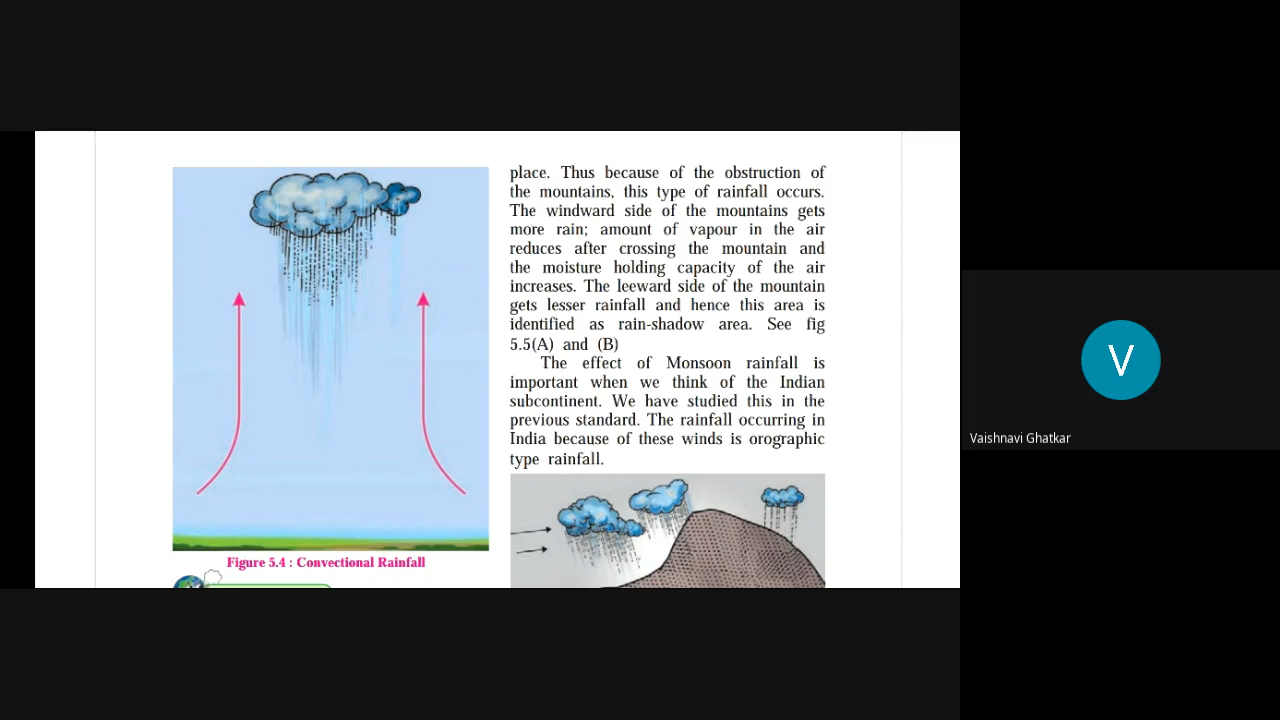 place. Thus because of the obstruction of
the mountains, this type of rainfall occurs.
The windward side of the mountains gets
more rain; amount of vapour in the air
reduces after crossing the mountain and
the moisture holding capacity of the air
increases. The leeward side of the mountain
gets lesser rainfall and hence this area is
identified as rain-shadow area. See fig
5.5(A) and (B)
The effect of Monsoon rainfall is
important when we think of the Indian
subcontinent. We have studied this in the
previous standard. The rainfall occurring in
India because of these winds is orographic
type rainfall.
Figure 5.4 : Convectional Rainfall
V
Vaishnavi Ghatkar